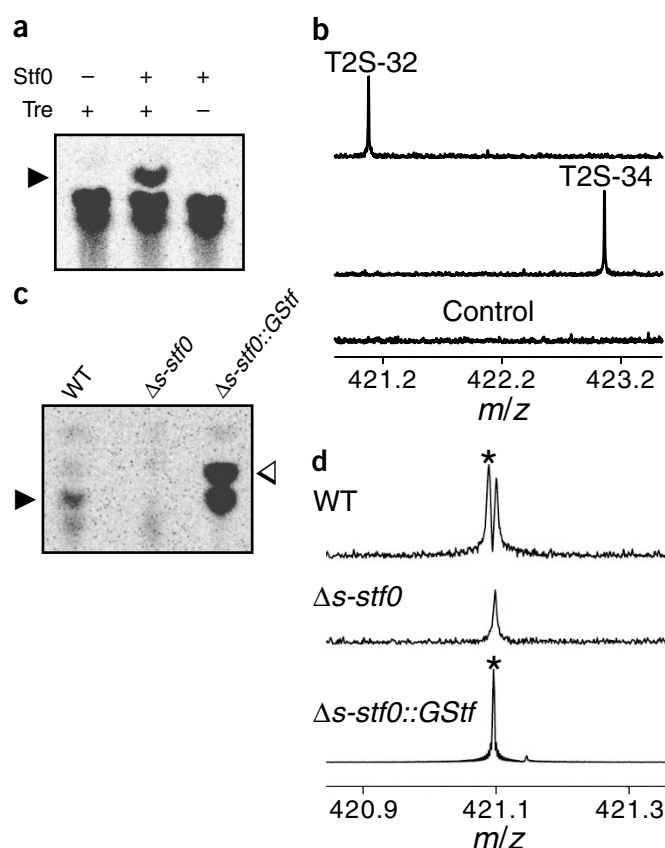 a
Stf0 – + +
Tre + + –
b
T2S-32
T2S-34
Control
421.2 422.2 423.2
m/z
c
WT Δs-stf0 Δs-stf0::GStf
d
*
WT
Δs-stf0
*
Δs-stf0::GStf
420.9 421.1 421.3
m/z